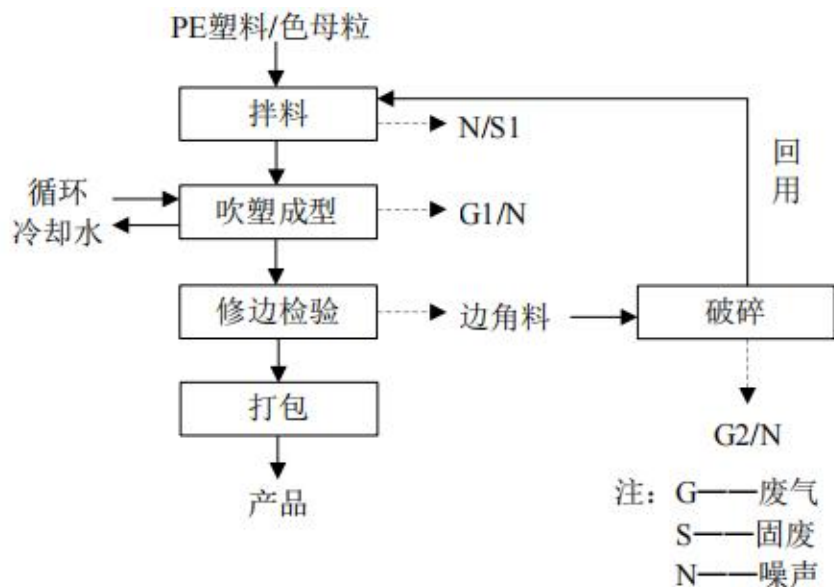 PE塑料/色母粒
拌料
N/S1
回
用
循环
冷却水
吹塑成型
G1/N
修边检验
边角料
破碎
打包
G2/N
产品
注：G——废气
S——固废
N——噪声